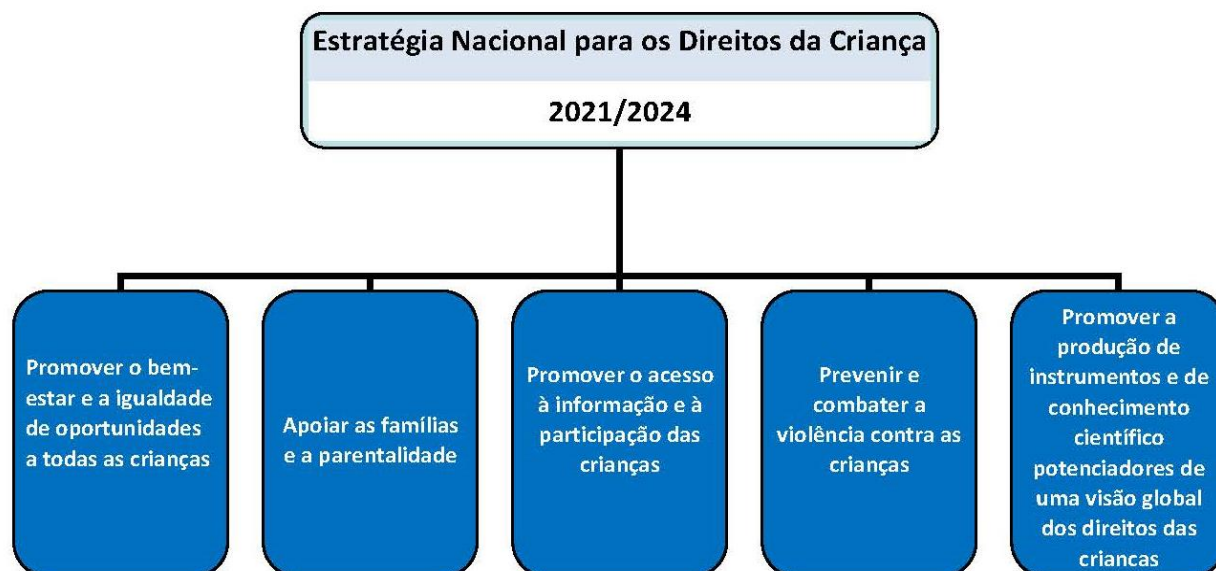 Estratégia Nacional para os Direitos da Criança
2021/2024
Promover o bem-
estar e a igualdade
de oportunidades
a todas as crianças
Apoiar as famílias
e a parentalidade
Promover o acesso
à informação e à
participação das
crianças
Prevenir e
combater a
violência contra as
crianças
Promover a
produção de
instrumentos e de
conhecimento
científico
potenciadores de
uma visão global
dos direitos das
crianças